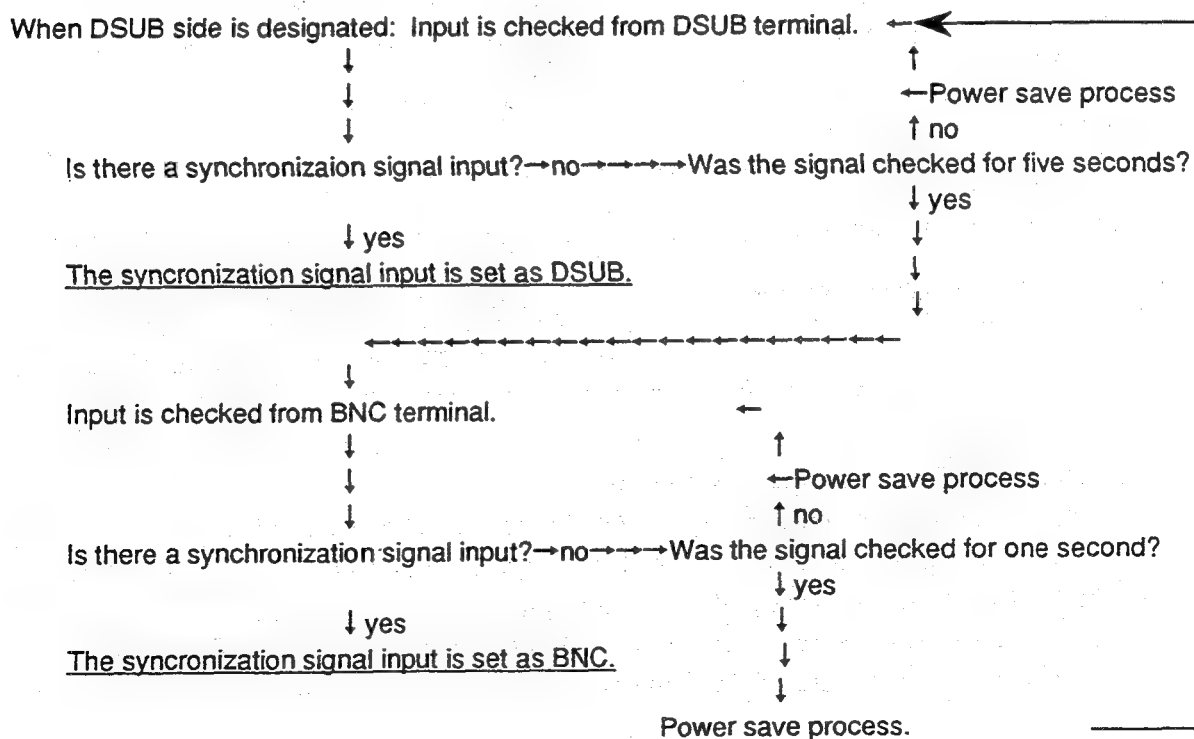 When DSUB side is designated: Input is checked from DSUB terminal. ←
↓ ↑
↓ ←Power save process
↓ ↑ no
Is there a synchronizaion signal input?→no→→→→Was the signal checked for five seconds?
↓ yes
↓ yes ↓
The syncronization signal input is set as DSUB. ↓
↓
←←←←←←←←←←←←←←←←←←←←
↓
Input is checked from BNC terminal. ←
↓ ↑
↓ ←Power save process
↓ ↑ no
Is there a synchronization signal input?→no→→→Was the signal checked for one second?
↓ yes
↓ yes ↓
The syncronization signal input is set as BNC. ↓
↓
Power save process.